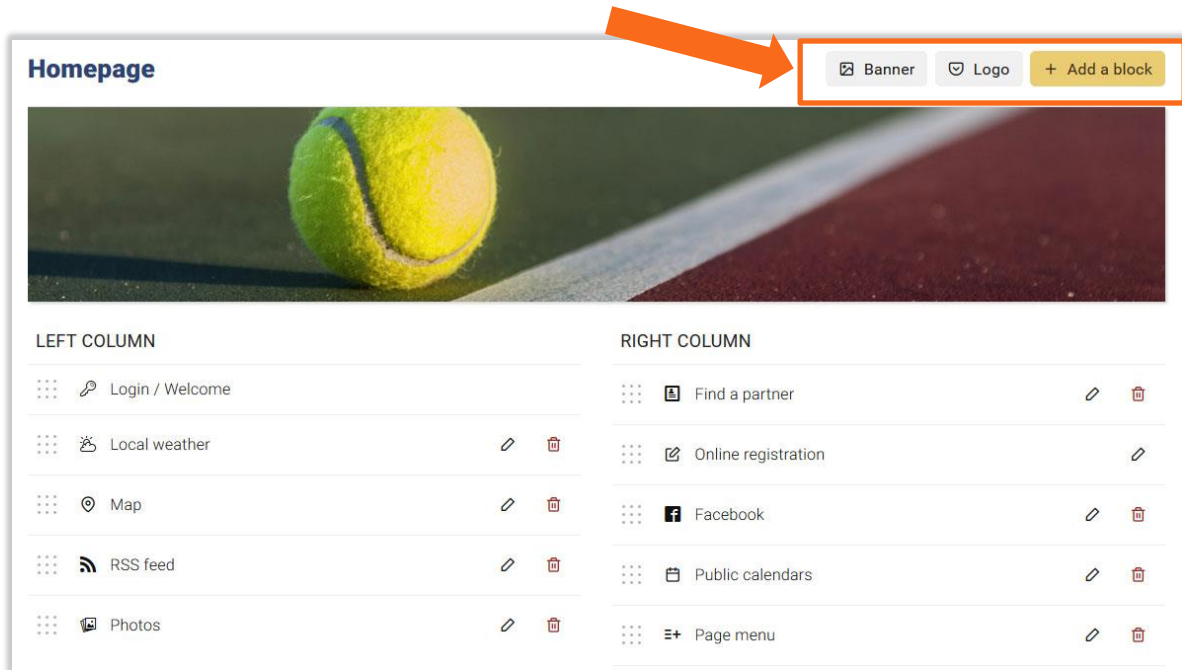 Homepage
Banner
Logo
+ Add a block
LEFT COLUMN
Login / Welcome
Local weather
Map
RSS feed
Photos
RIGHT COLUMN
Find a partner
Online registration
Facebook
Public calendars
Page menu